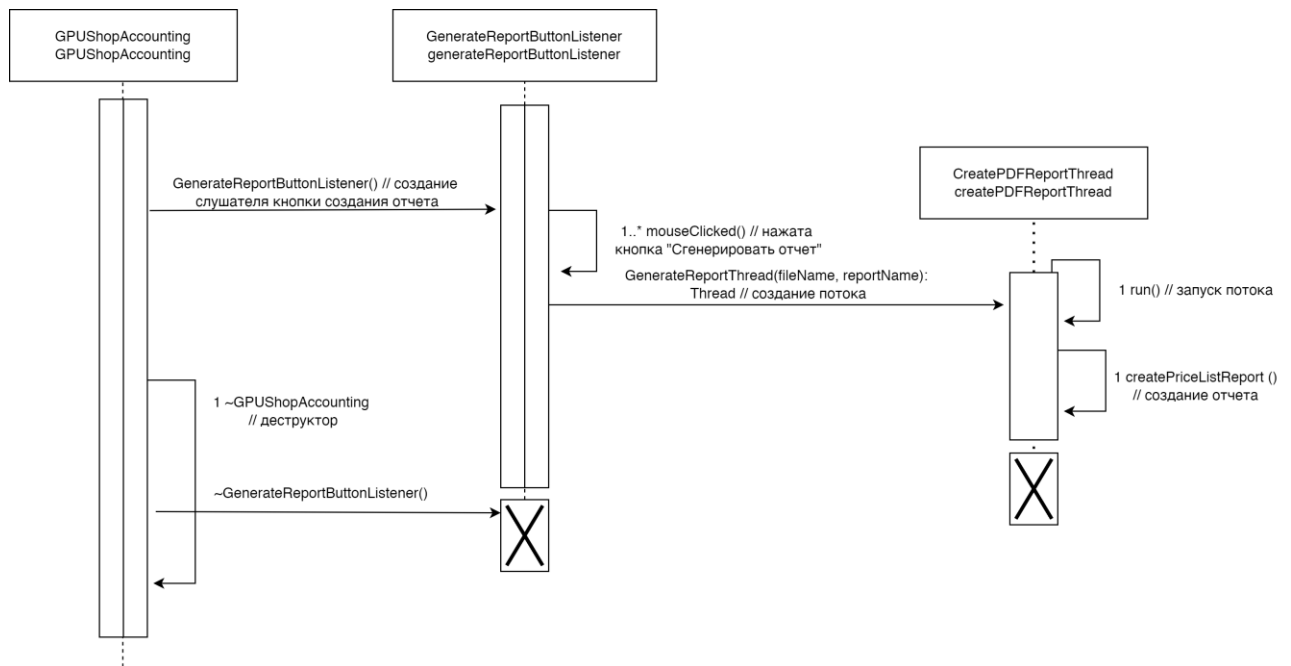 GPUShopAccounting
GPUShopAccounting
GenerateReportButtonListener
generateReportButtonListener
CreatePDFReportThread
createPDFReportThread
GenerateReportButtonListener() // создание
слушателя кнопки создания отчета
1..* mouseClicked() // нажата
кнопка "Сгенерировать отчет"
GenerateReportThread(fileName, reportName):
Thread // создание потока
1 run() // запуск потока
1 createPriceListReport ()
// создание отчета
1 ~GPUShopAccounting
// деструктор
~GenerateReportButtonListener()